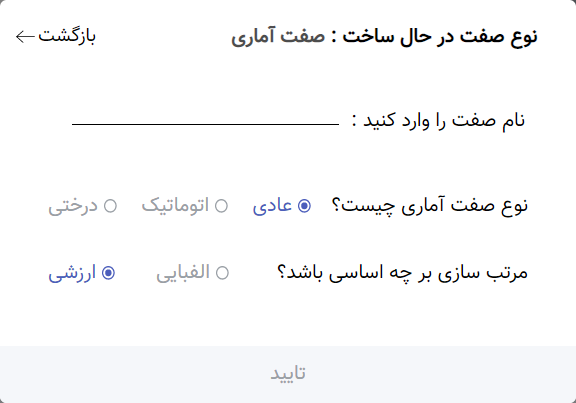 نوع صفت در حال ساخت : صفت آماری بازگشت
نام صفت را وارد کنید :
نوع صفت آماری چیست؟ عادی اتوماتیک درختی
مرتب سازی بر چه اساسی باشد؟ الفبایی ارزشی
تایید